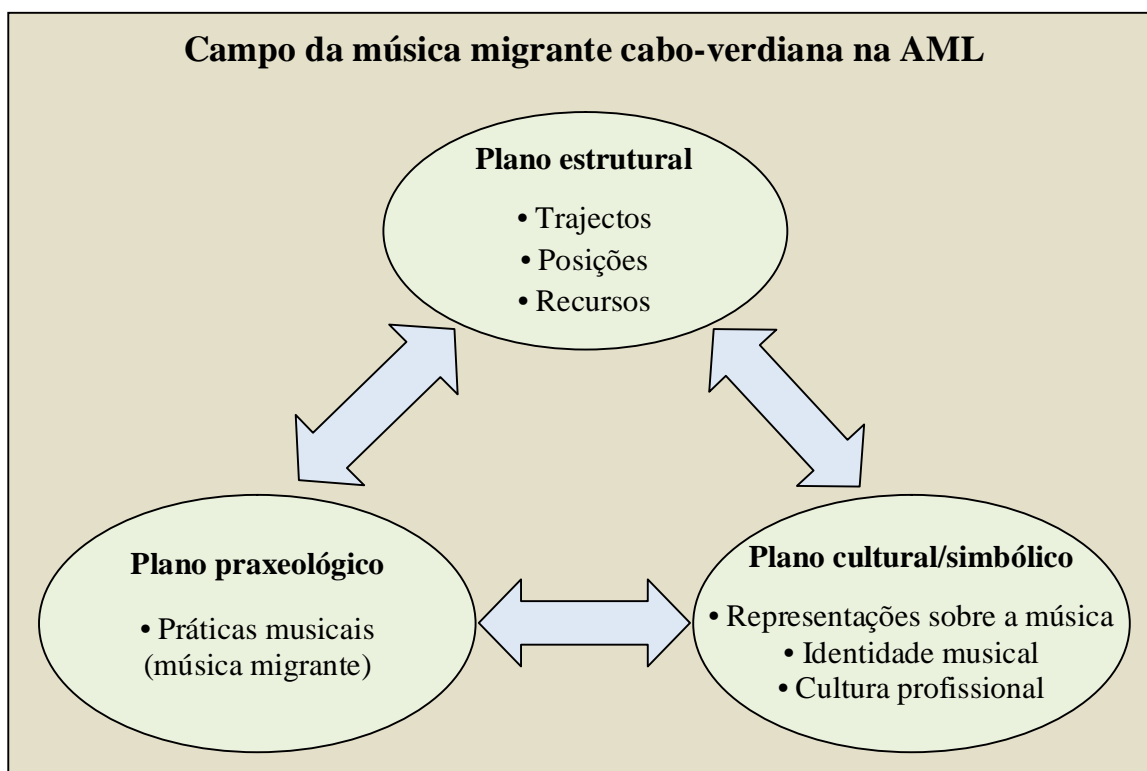 Campo da música migrante cabo-verdiana na AML
Plano estrutural
• Trajectos
• Posições
• Recursos
Plano praxeológico
• Práticas musicais
(música migrante)
Plano cultural/simbólico
• Representações sobre a música
• Identidade musical
• Cultura profissional